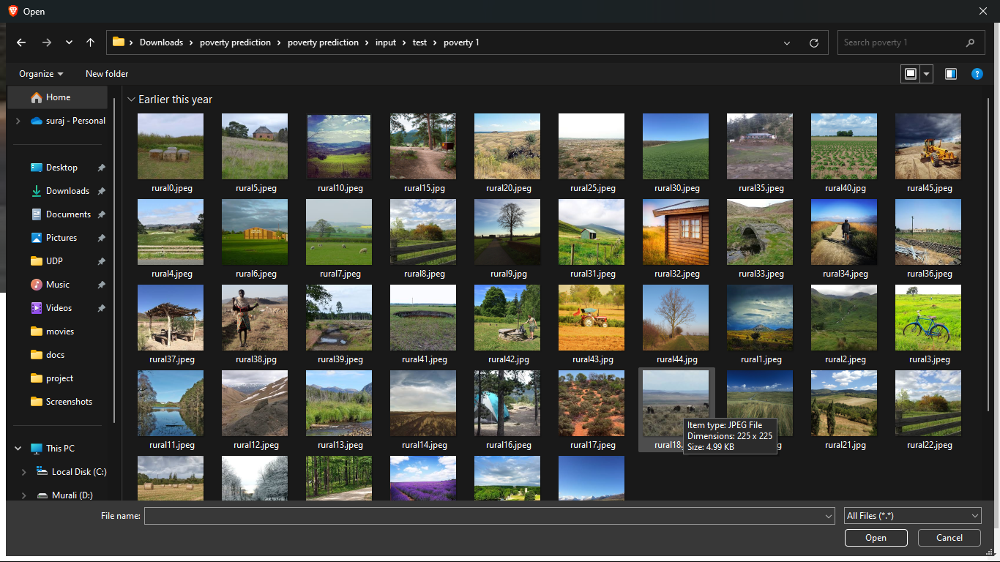 Open
Downloads > poverty prediction > poverty prediction > input > test > poverty 1
Search poverty 1
Organize
New folder
Home
suraj - Personal
Desktop
Downloads
Documents
Pictures
UDP
Music
Videos
movies
docs
project
Screenshots
This PC
Local Disk (C:)
Murali (D:)
Earlier this year
rural0.jpeg rural5.jpeg rural10.jpeg rural15.jpg rural20.jpeg rural25.jpeg rural30.jpeg rural35.jpeg rural40.jpg rural45.jpeg
rural4.jpeg rural6.jpeg rural7.jpeg rural8.jpeg rural9.jpg rural31.jpeg rural32.jpeg rural33.jpeg rural34.jpeg rural36.jpeg
rural37.jpeg rural38.jpg rural39.jpeg rural41.jpeg rural42.jpg rural43.jpg rural44.jpg rural1.jpeg rural2.jpeg rural3.jpeg
rural11.jpeg rural12.jpeg rural13.jpeg rural14.jpeg rural16.jpeg rural17.jpeg rural18. rural21.jpg rural22.jpeg
Item type: JPEG File
Dimensions: 225 x 225
Size: 4.99 KB
File name:
All Files (*.*)
Open
Cancel